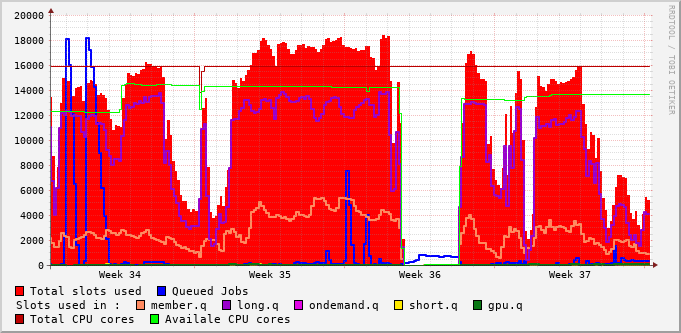 RRDTOOL / TOBI OETIKER
20000
18000
16000
14000
12000
10000
8000
6000
4000
2000
0
Week 34 Week 35 Week 36 Week 37
Total slots used Queued Jobs
Slots used in : member.q long.q ondemand.q short.q gpu.q
Total CPU cores Availale CPU cores